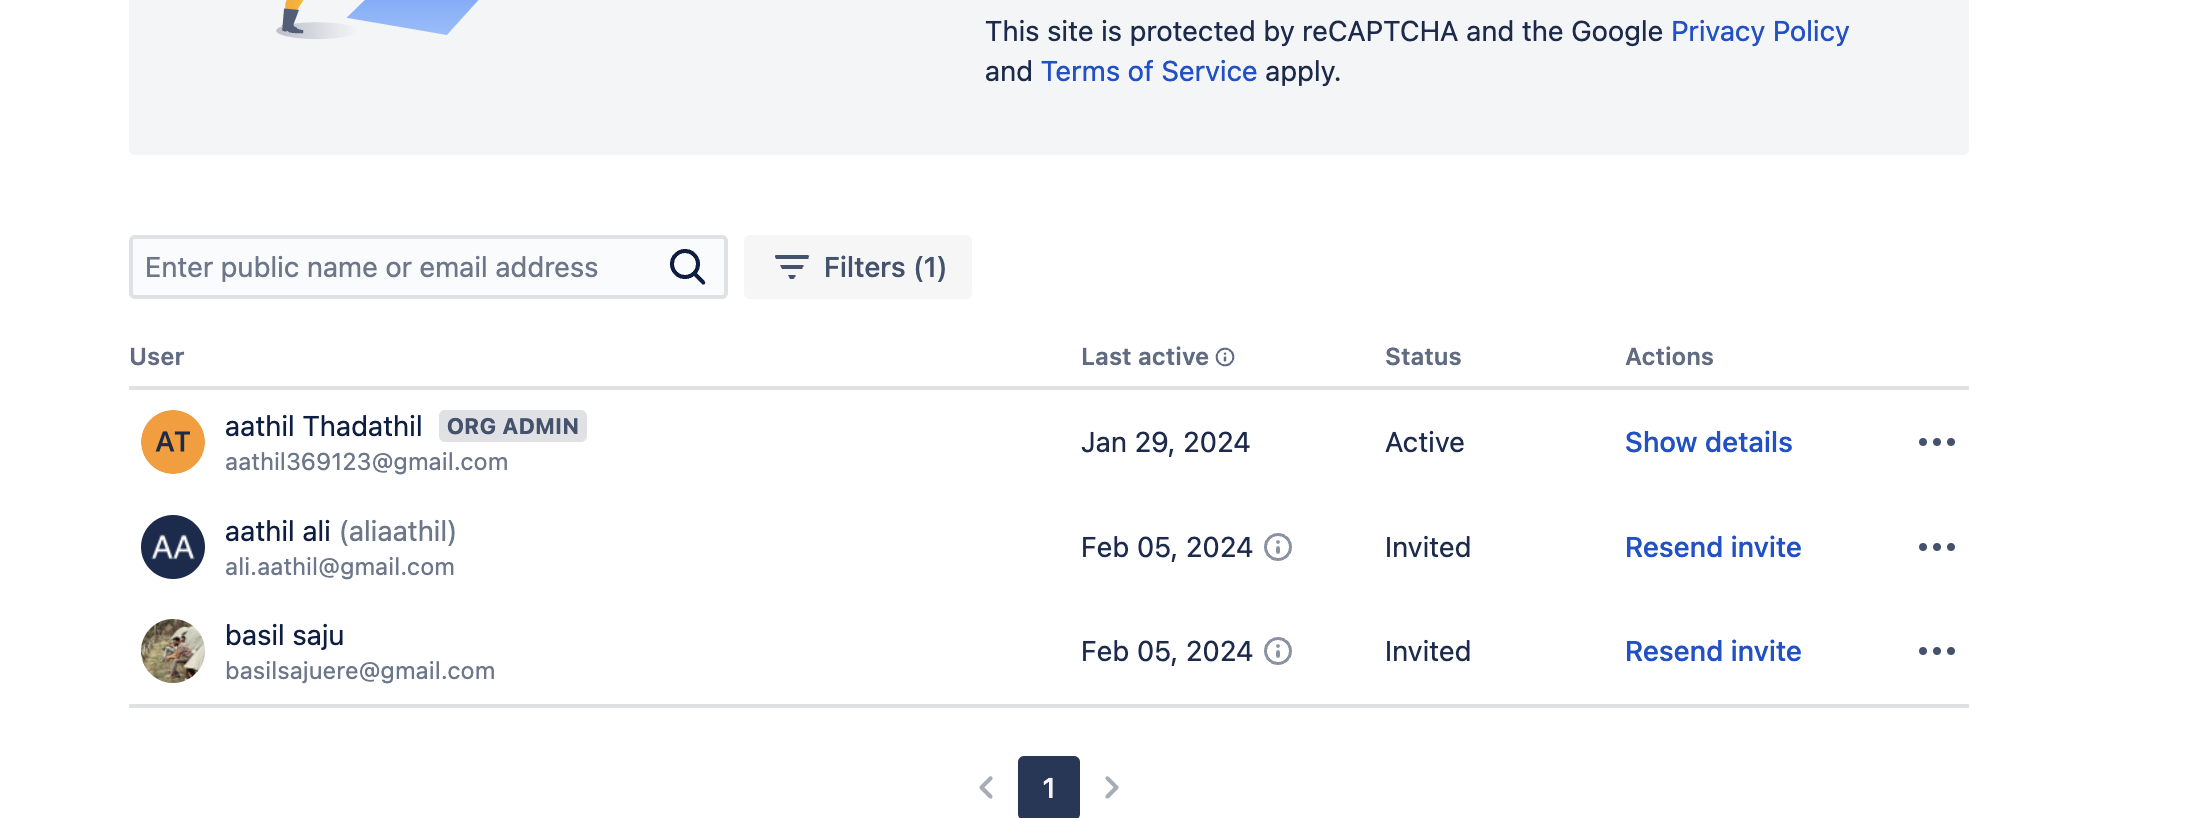 This site is protected by reCAPTCHA and the Google Privacy Policy
and Terms of Service apply.
Enter public name or email address
Filters (1)
User Last active Status Actions
AT aathil Thadathil ORG ADMIN Jan 29, 2024 Active Show details
aathil369123@gmail.com
AA aathil ali (aliaathil) Feb 05, 2024 Invited Resend invite
ali.aathil@gmail.com
basil saju Feb 05, 2024 Invited Resend invite
basilsajuere@gmail.com
1